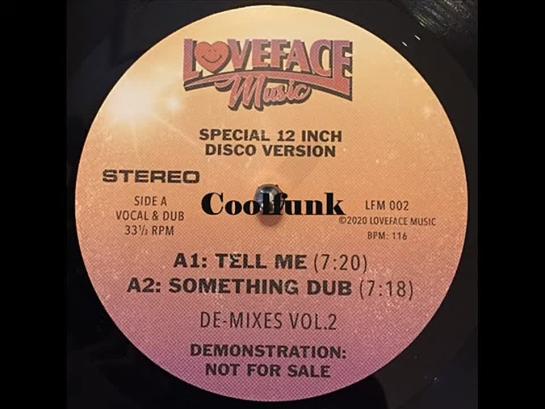 LOVEFACE
Music
SPECIAL 12 INCH
DISCO VERSION
STEREO
SIDE A
VOCAL & DUB
33⅓ RPM
Coolfunk
LFM 002
©2020 LOVEFACE MUSIC
BPM: 116
A1: TELL ME (7:20)
A2: SOMETHING DUB (7:18)
DE-MIXES VOL.2
DEMONSTRATION:
NOT FOR SALE